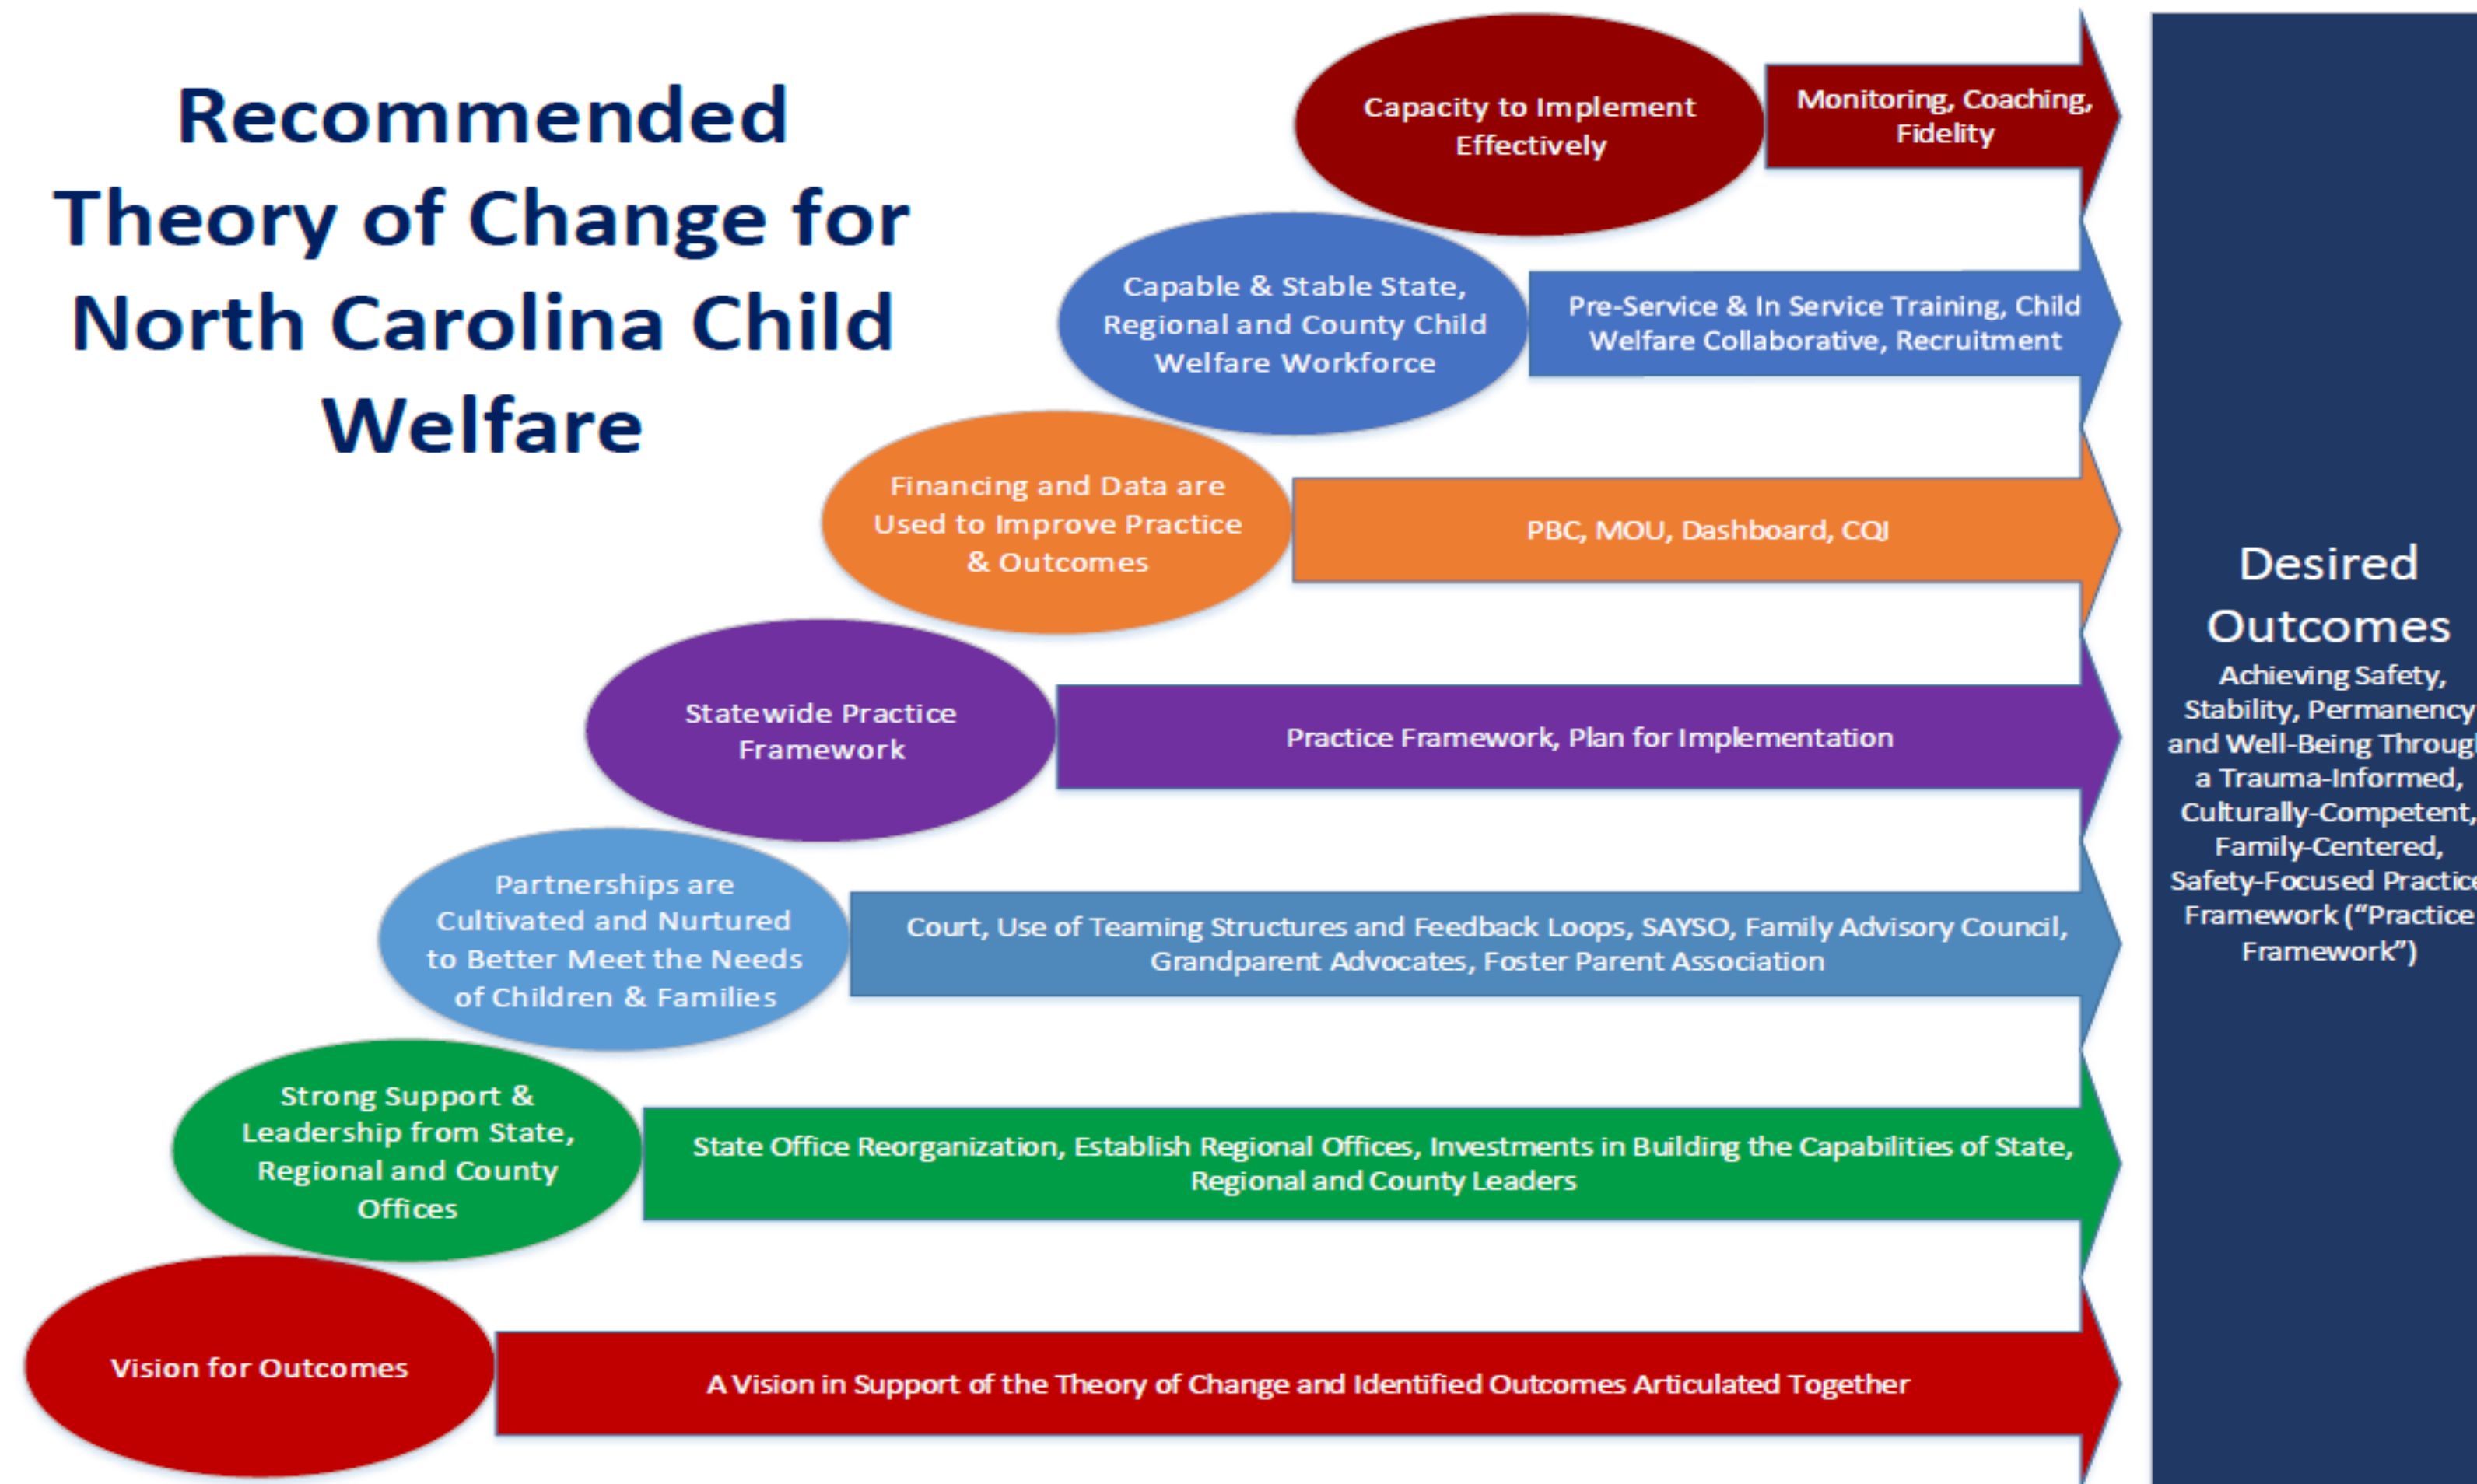 Recommended
Theory of Change for
North Carolina Child
Welfare
Capacity to Implement
Effectively
Monitoring, Coaching,
Fidelity
Capable & Stable State,
Regional and County Child
Welfare Workforce
Pre-Service & In Service Training, Child
Welfare Collaborative, Recruitment
Financing and Data are
Used to Improve Practice
& Outcomes
PBC, MOU, Dashboard, CQI
Statewide Practice
Framework
Practice Framework, Plan for Implementation
Partnerships are
Cultivated and Nurtured
to Better Meet the Needs
of Children & Families
Court, Use of Teaming Structures and Feedback Loops, SAYSO, Family Advisory Council,
Grandparent Advocates, Foster Parent Association
Strong Support &
Leadership from State,
Regional and County
Offices
State Office Reorganization, Establish Regional Offices, Investments in Building the Capabilities of State,
Regional and County Leaders
Vision for Outcomes
A Vision in Support of the Theory of Change and Identified Outcomes Articulated Together
Desired
Outcomes
Achieving Safety,
Stability, Permanency
and Well-Being Through
a Trauma-Informed,
Culturally-Competent,
Family-Centered,
Safety-Focused Practice
Framework (“Practice
Framework”)